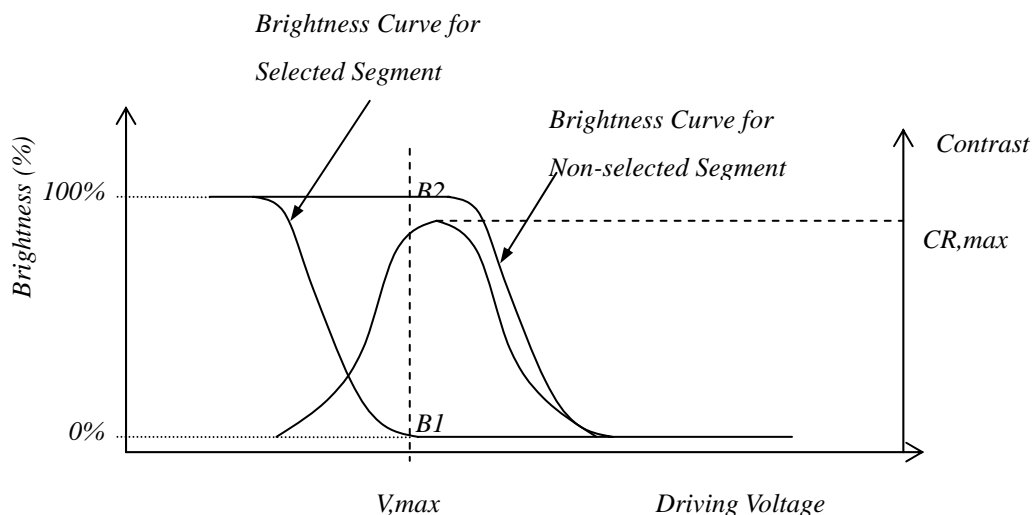 Brightness Curve for
Selected Segment
Brightness Curve for
Non-selected Segment
Contrast
Brightness (%)
100%
B2
CR,max
B1
0%
V,max
Driving Voltage